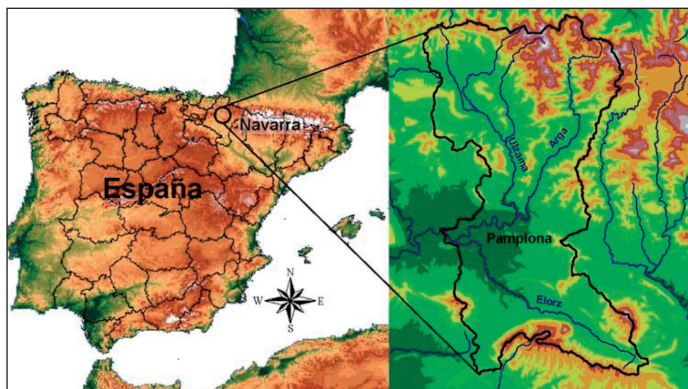 Navarra
España
N
W E
S
Ulzama
Arga
Pamplona
Elorz